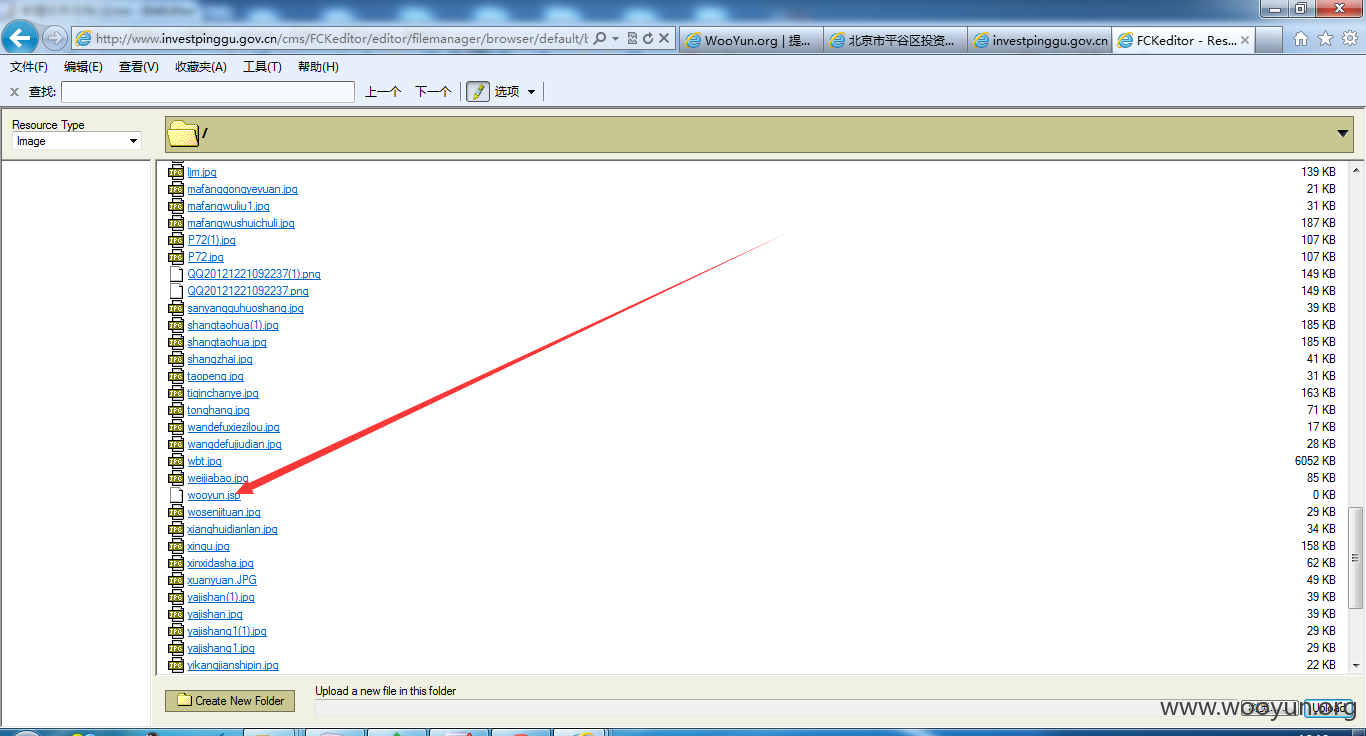 http://www.investpinggu.gov.cn/cms/FCKeditor/editor/filemanager/browser/default/b
WooYun.org | 提...
北京市平谷区投资...
investpinggu.gov.cn
FCKeditor - Res...
文件(F) 编辑(E) 查看(V) 收藏夹(A) 工具(T) 帮助(H)
查找: 上一个 下一个 选项
Resource Type
Image
/
ljm.jpg 139 KB
mafanggongyeyuan.jpg 21 KB
mafangwuliu1.jpg 31 KB
mafangwushuichuli.jpg 187 KB
P72(1).jpg 107 KB
P72.jpg 107 KB
QQ20121221092237(1).png 149 KB
QQ20121221092237.png 149 KB
sanyangguhuoshang.jpg 39 KB
shangtaohua(1).jpg 185 KB
shangtaohua.jpg 185 KB
shangzhai.jpg 41 KB
taopeng.jpg 31 KB
tiqinchanye.jpg 163 KB
tonghang.jpg 71 KB
wandefuxiezilou.jpg 17 KB
wangdefujiudian.jpg 28 KB
wbt.jpg 6052 KB
weijiabao.jpg 85 KB
wooyun.jsp 0 KB
wosenjituan.jpg 29 KB
xianghuidianlan.jpg 34 KB
xingu.jpg 158 KB
xinxidasha.jpg 62 KB
xuanyuan.JPG 49 KB
yajishan(1).jpg 39 KB
yajishan.jpg 39 KB
yajishang1(1).jpg 29 KB
yajishang1.jpg 29 KB
yikangjianshipin.jpg 22 KB
Create New Folder
Upload a new file in this folder
Upload
www.wooyun.org